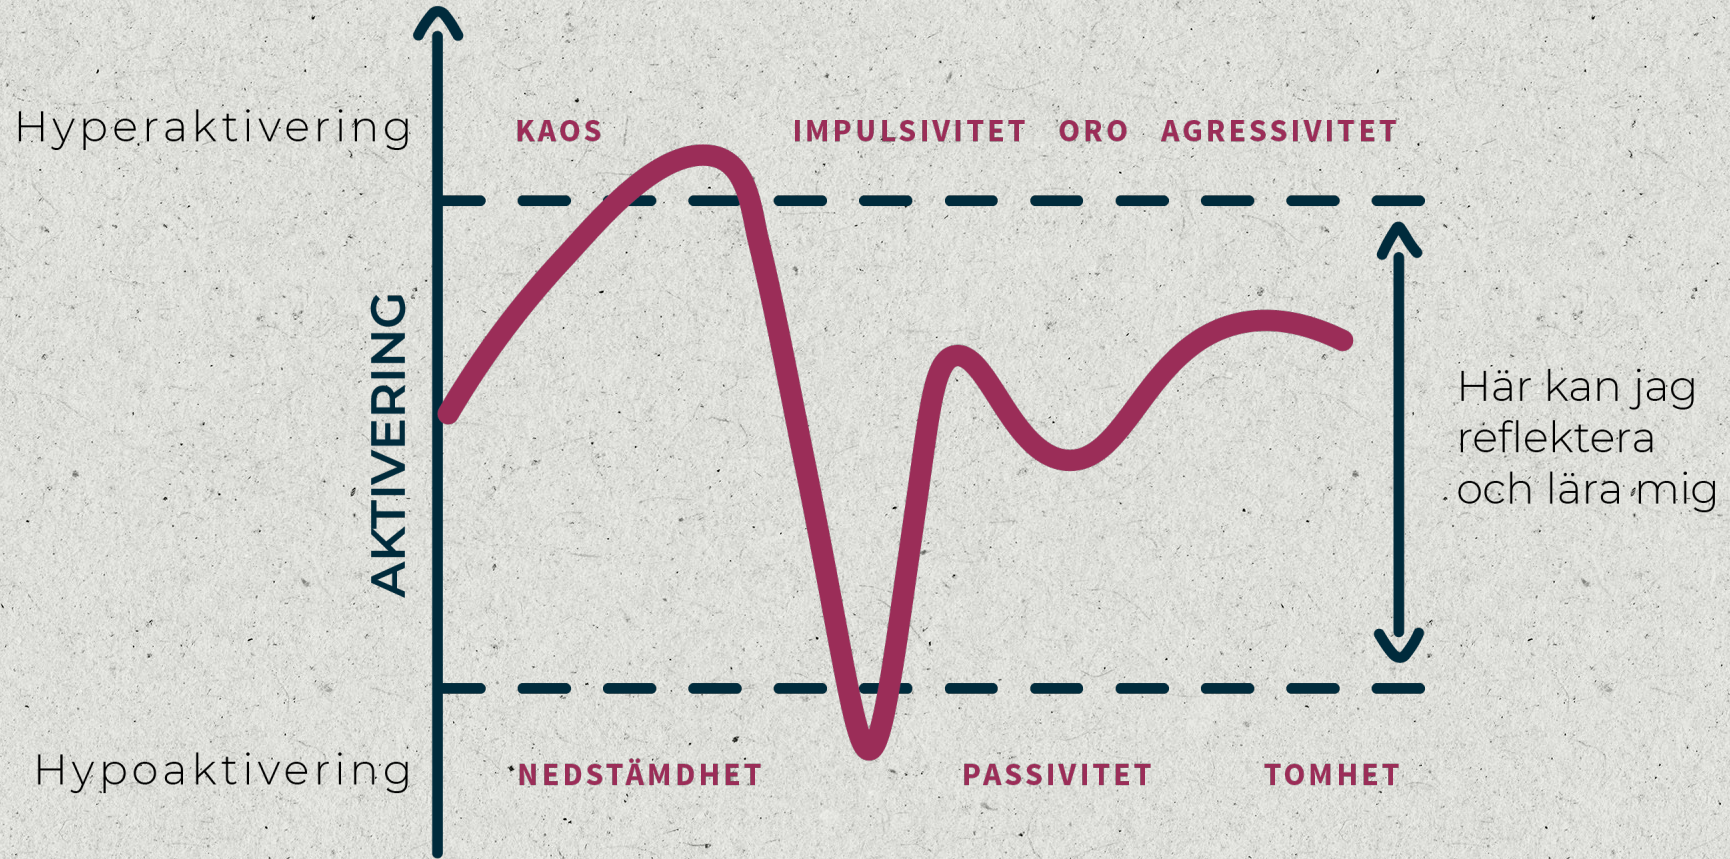 Hyperaktivering
KAOS IMPULSIVITET ORO AGRESSIVITET
AKTIVERING
Här kan jag
reflektera
och lära mig
Hypoaktivering
NEDSTÄMDHET PASSIVITET TOMHET